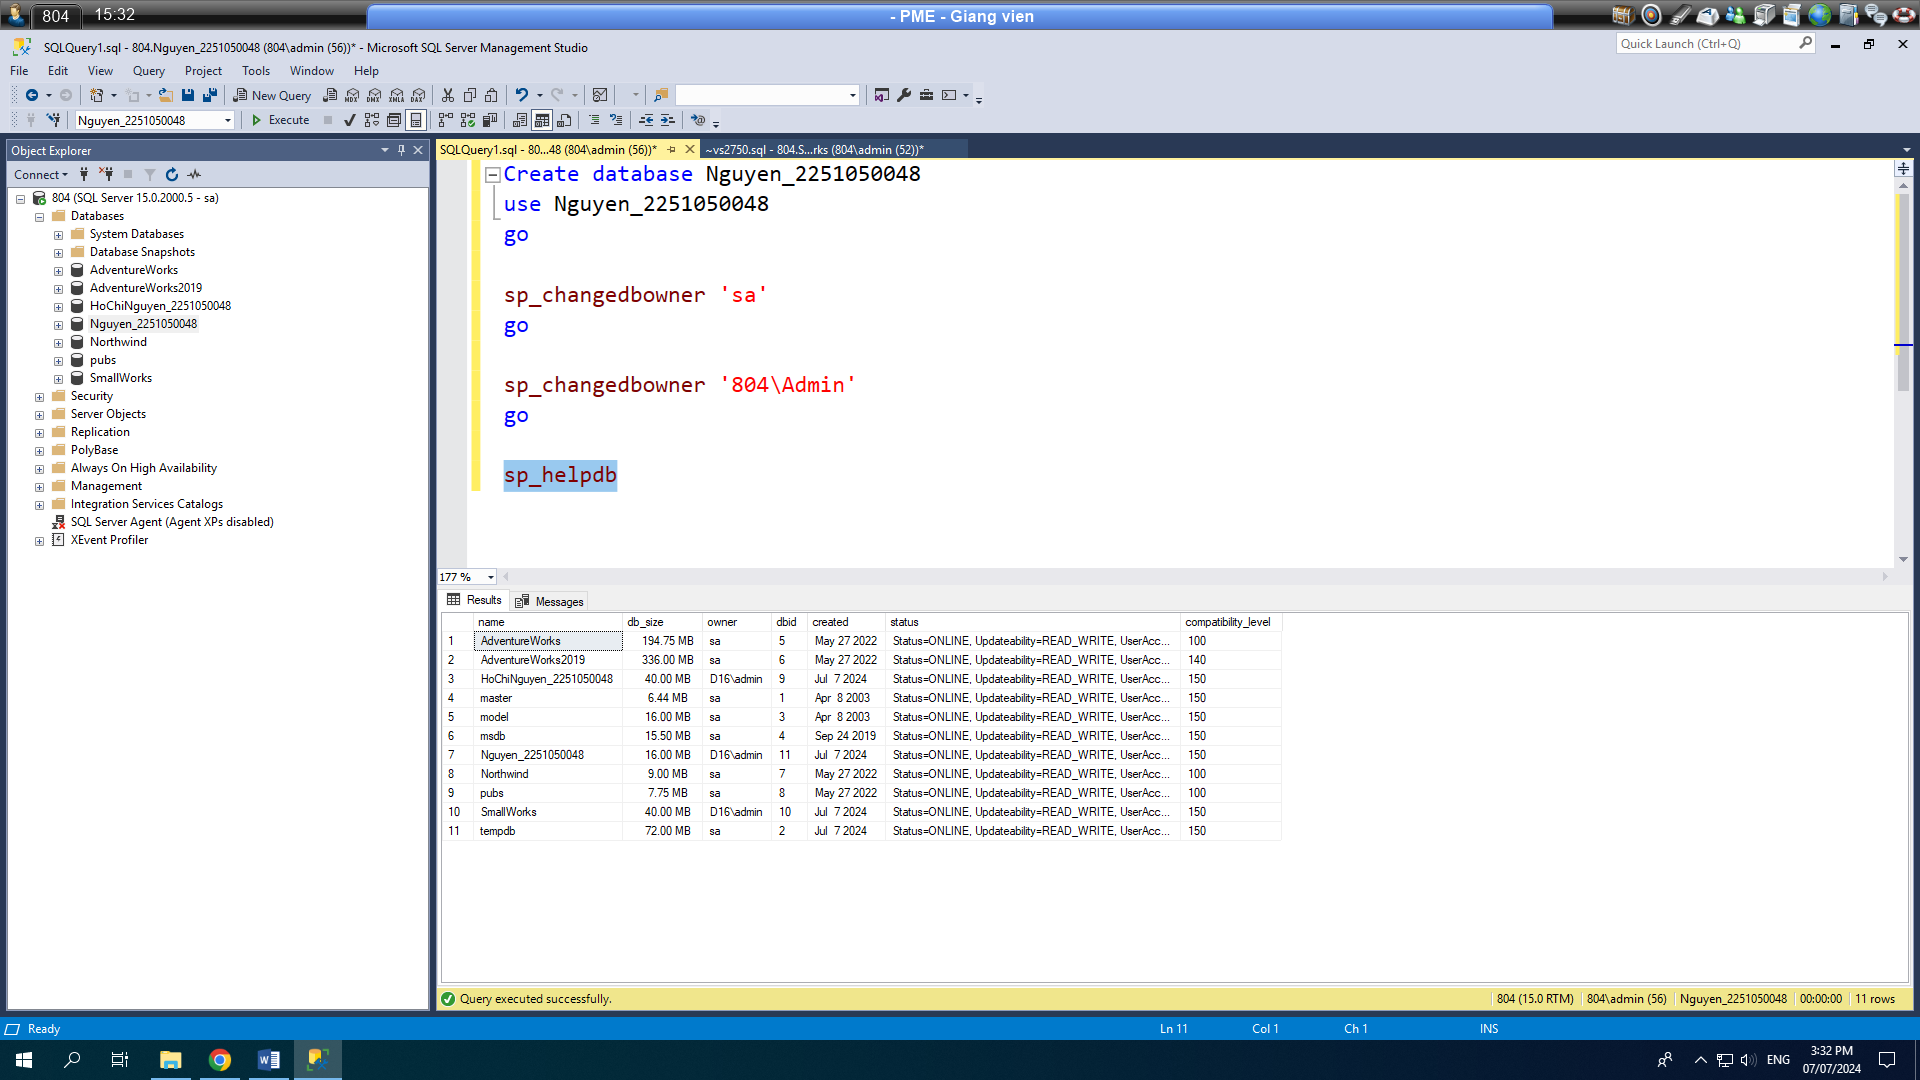 804 15:32 - PME - Giang vien
SQLQuery1.sql - 804.Nguyen_2251050048 (804\admin (56))* - Microsoft SQL Server Management Studio
Quick Launch (Ctrl+Q)
File Edit View Query Project Tools Window Help
New Query MDX DMX XMLA DAX
Nguyen_2251050048 Execute
Object Explorer
Connect
804 (SQL Server 15.0.2000.5 - sa)
Databases
System Databases
Database Snapshots
AdventureWorks
AdventureWorks2019
HoChiNguyen_2251050048
Nguyen_2251050048
Northwind
pubs
SmallWorks
Security
Server Objects
Replication
PolyBase
Always On High Availability
Management
Integration Services Catalogs
SQL Server Agent (Agent XPs disabled)
XEvent Profiler
SQLQuery1.sql - 80...48 (804\admin (56))* ~vs2750.sql - 804.S...rks (804\admin (52))*
Create database Nguyen_2251050048
use Nguyen_2251050048
go
sp_changedbowner 'sa'
go
sp_changedbowner '804\Admin'
go
sp_helpdb
177 %
Results Messages
name db_size owner dbid created status compatibility_level
1 AdventureWorks 194.75 MB sa 5 May 27 2022 Status=ONLINE, Updateability=READ_WRITE, UserAcc... 100
2 AdventureWorks2019 336.00 MB sa 6 May 27 2022 Status=ONLINE, Updateability=READ_WRITE, UserAcc... 140
3 HoChiNguyen_2251050048 40.00 MB D16\admin 9 Jul 7 2024 Status=ONLINE, Updateability=READ_WRITE, UserAcc... 150
4 master 6.44 MB sa 1 Apr 8 2003 Status=ONLINE, Updateability=READ_WRITE, UserAcc... 150
5 model 16.00 MB sa 3 Apr 8 2003 Status=ONLINE, Updateability=READ_WRITE, UserAcc... 150
6 msdb 15.50 MB sa 4 Sep 24 2019 Status=ONLINE, Updateability=READ_WRITE, UserAcc... 150
7 Nguyen_2251050048 16.00 MB D16\admin 11 Jul 7 2024 Status=ONLINE, Updateability=READ_WRITE, UserAcc... 150
8 Northwind 9.00 MB sa 7 May 27 2022 Status=ONLINE, Updateability=READ_WRITE, UserAcc... 100
9 pubs 7.75 MB sa 8 May 27 2022 Status=ONLINE, Updateability=READ_WRITE, UserAcc... 100
10 SmallWorks 40.00 MB D16\admin 10 Jul 7 2024 Status=ONLINE, Updateability=READ_WRITE, UserAcc... 150
11 tempdb 72.00 MB sa 2 Jul 7 2024 Status=ONLINE, Updateability=READ_WRITE, UserAcc... 150
Query executed successfully. 804 (15.0 RTM) 804\admin (56) Nguyen_2251050048 00:00:00 11 rows
Ready Ln 11 Col 1 Ch 1 INS
ENG 3:32 PM
07/07/2024